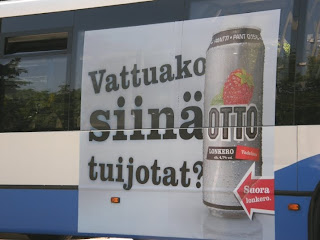 Vattuako
siinä
tuijotat?
OTTO
LONKERO
Suora
lonkero.